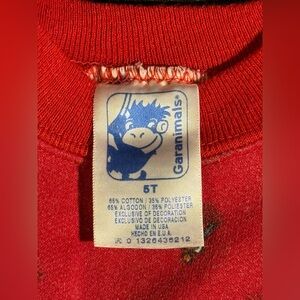 Garanimals®
5T
65% COTTON / 35% POLYESTER
65% ALGODON / 35% POLIESTER
EXCLUSIVE OF DECORATION
EXCLUSIVO DE DECORACION
MADE IN USA
HECHO EN E.U.A.
0 1326436212